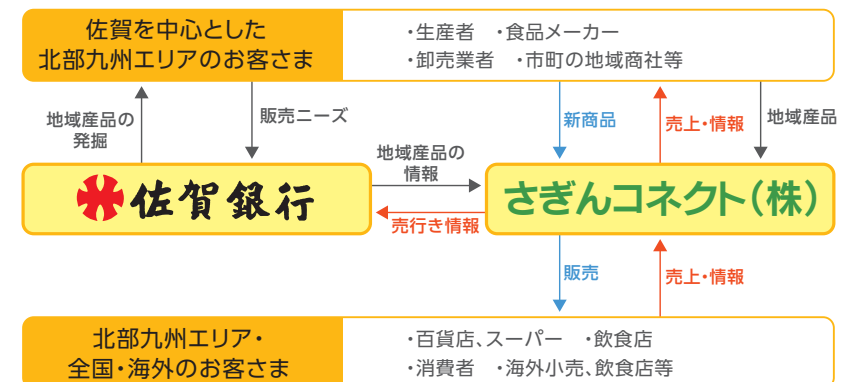 佐賀を中心とした
北部九州エリアのお客さま
・生産者　・食品メーカー
・卸売業者　・市町の地域商社等
地域産品の
発掘
販売ニーズ
新商品
売上・情報
地域産品
地域産品の
情報
佐賀銀行
売行き情報
さぎんコネクト（株）
販売
売上・情報
北部九州エリア・
全国・海外のお客さま
・百貨店、スーパー　・飲食店
・消費者　・海外小売、飲食店等